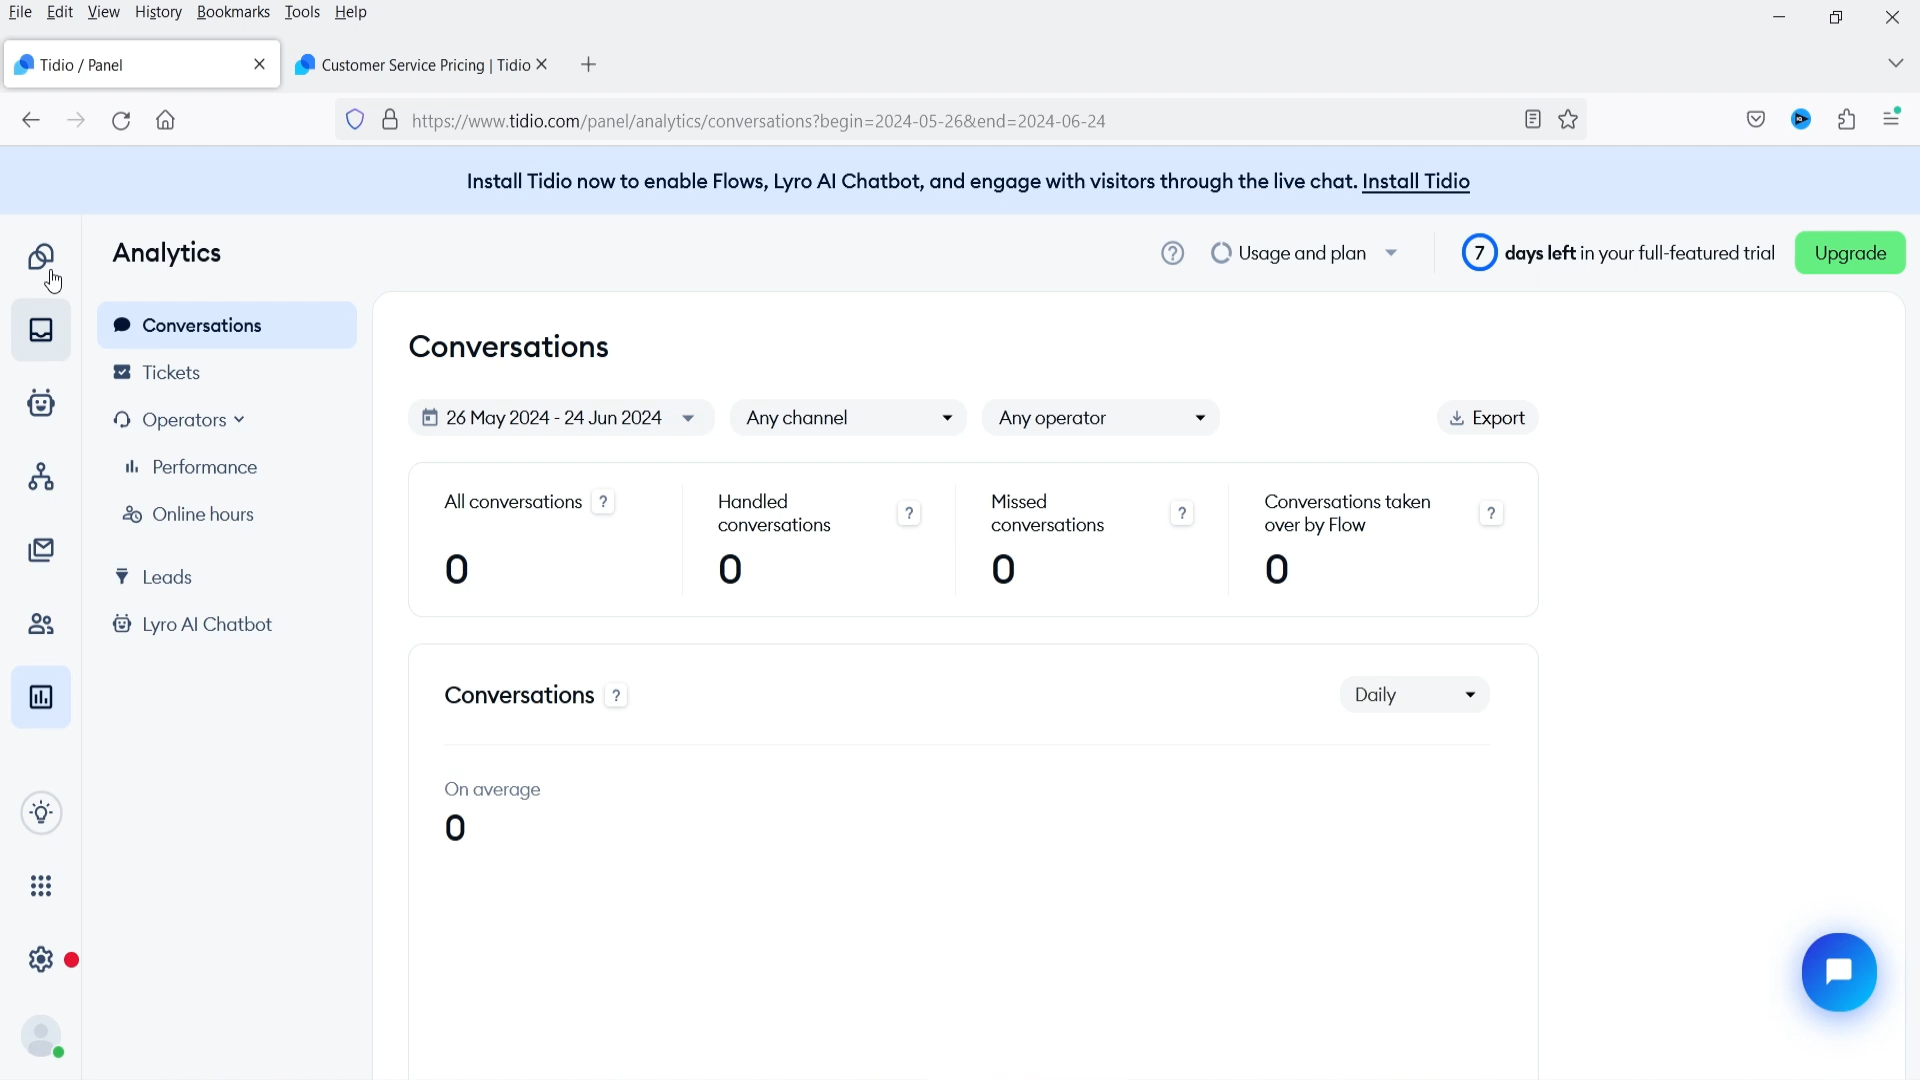 File Edit View History Bookmarks Tools Help
Tidio / Panel
Customer Service Pricing | Tidio
https://www.tidio.com/panel/analytics/conversations?begin=2024-05-26&end=2024-06-24
Install Tidio now to enable Flows, Lyro AI Chatbot, and engage with visitors through the live chat. Install Tidio
Analytics
? Usage and plan
7 days left in your full-featured trial
Upgrade
Conversations
Tickets
Operators
Performance
Online hours
Leads
Lyro AI Chatbot
Conversations
26 May 2024 - 24 Jun 2024
Any channel
Any operator
Export
All conversations ?
0
Handled
conversations ?
0
Missed
conversations ?
0
Conversations taken
over by Flow ?
0
Conversations ?
Daily
On average
0